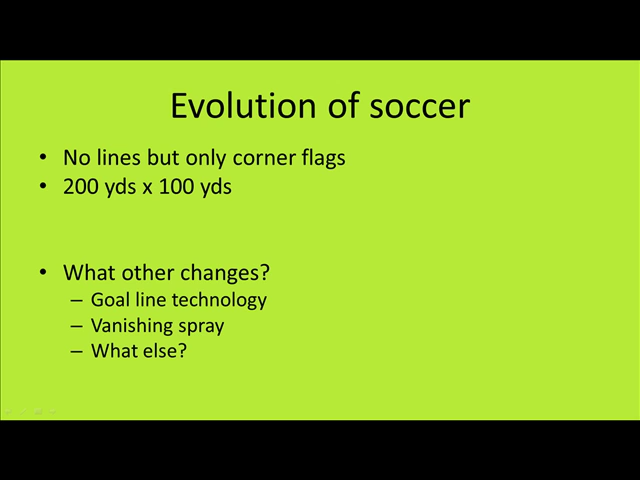 Evolution of soccer
• No lines but only corner flags
• 200 yds x 100 yds
• What other changes?
– Goal line technology
– Vanishing spray
– What else?